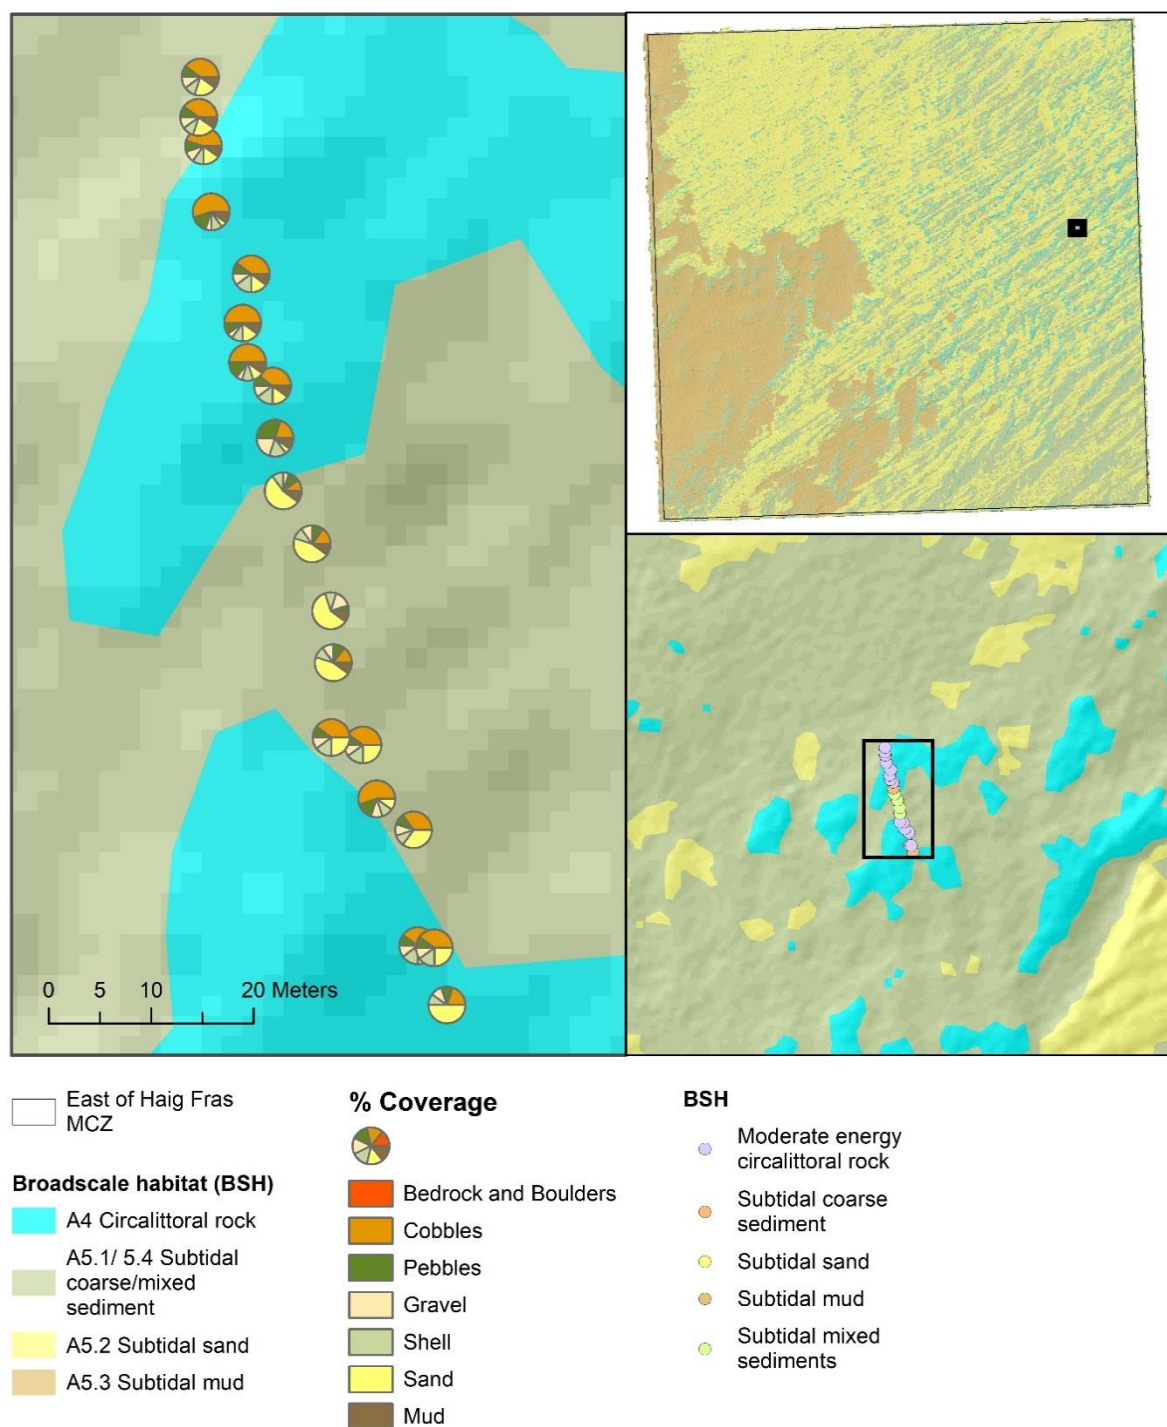 0 5 10 20 Meters
East of Haig Fras
MCZ
Broadscale habitat (BSH)
A4 Circalittoral rock
A5.1/ 5.4 Subtidal
coarse/mixed
sediment
A5.2 Subtidal sand
A5.3 Subtidal mud
% Coverage
Bedrock and Boulders
Cobbles
Pebbles
Gravel
Shell
Sand
Mud
BSH
Moderate energy
circalittoral rock
Subtidal coarse
sediment
Subtidal sand
Subtidal mud
Subtidal mixed
sediments